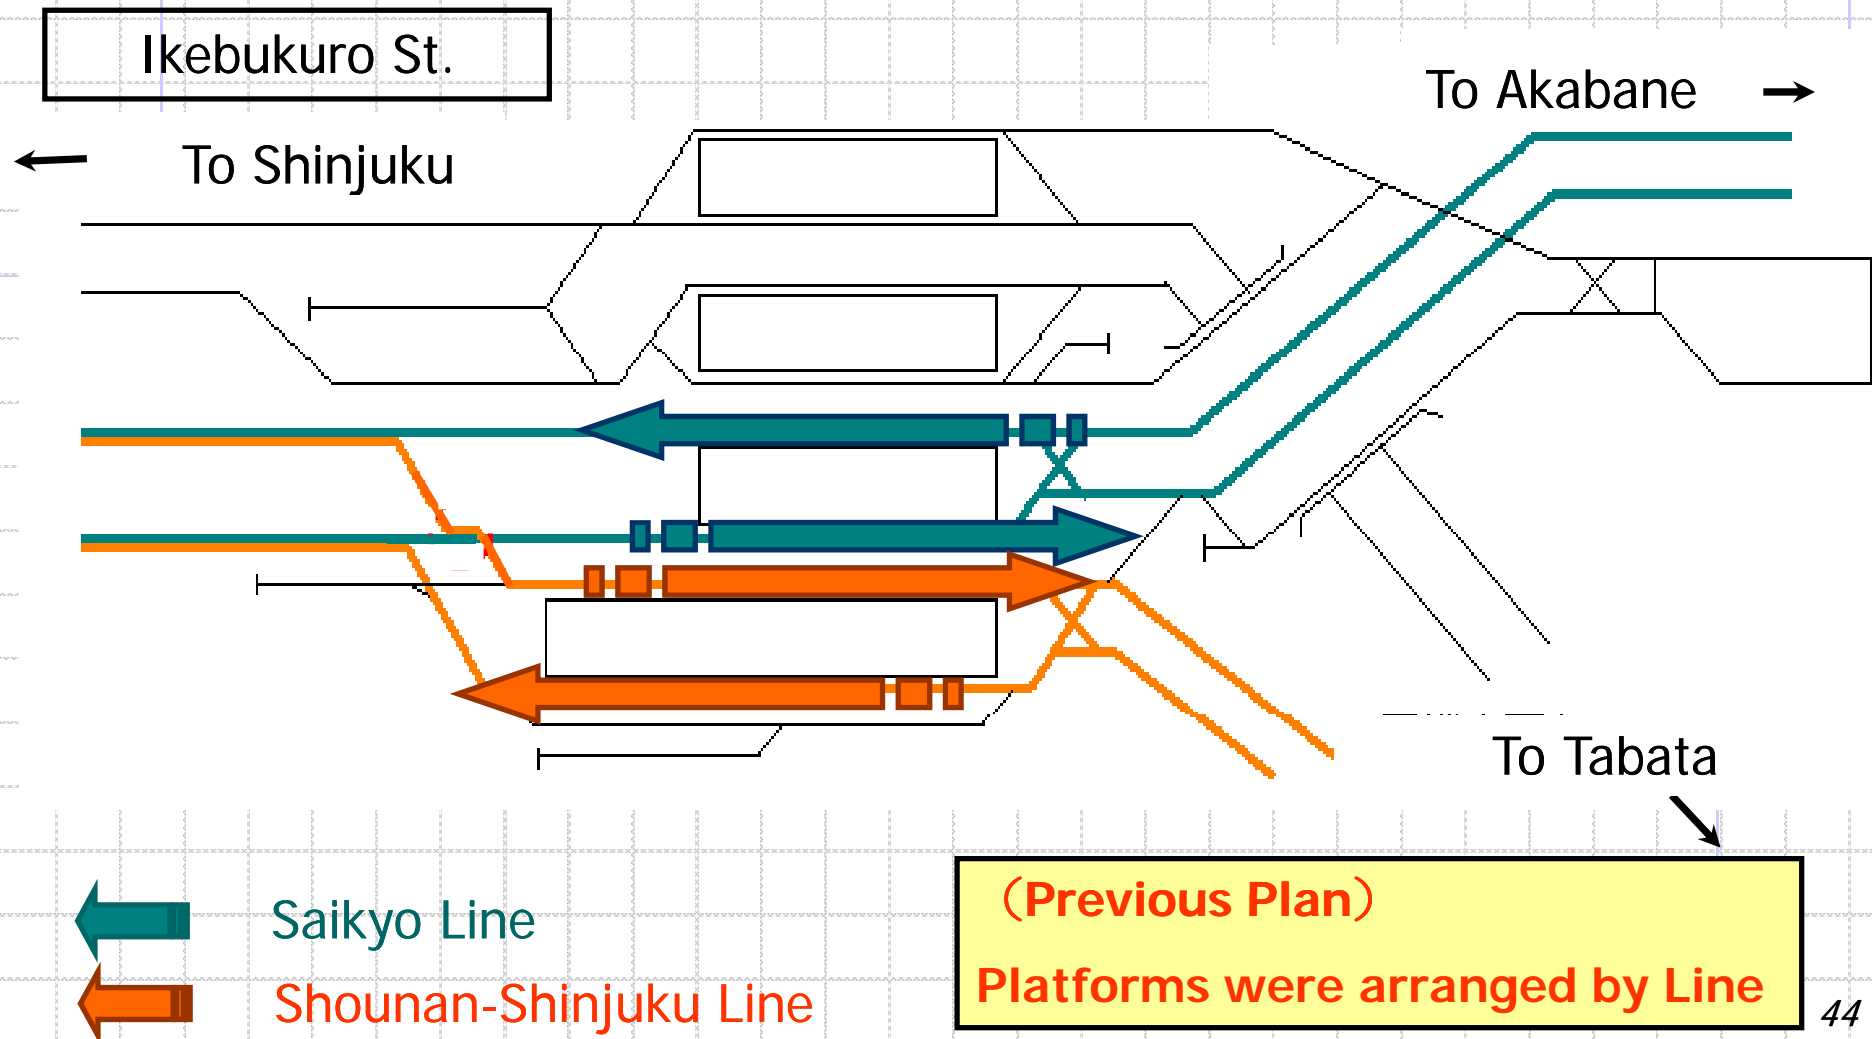 Ikebukuro St.
To Akabane
To Shinjuku
To Tabata
Saikyo Line
Shounan-Shinjuku Line
（Previous Plan）
Platforms were arranged by Line
44